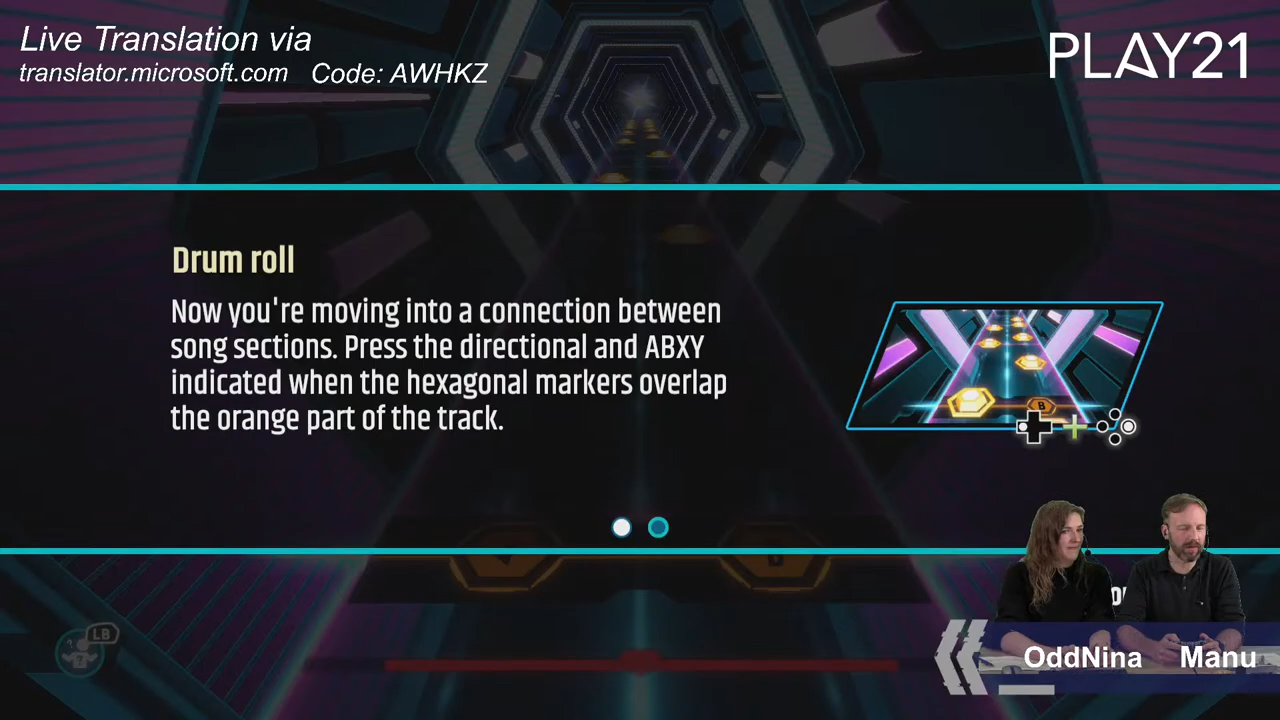 Live Translation via
translator.microsoft.com Code: AWHKZ
PLAY21
Drum roll
Now you're moving into a connection between
song sections. Press the directional and ABXY
indicated when the hexagonal markers overlap
the orange part of the track.
B
LB
?
OddNina Manu